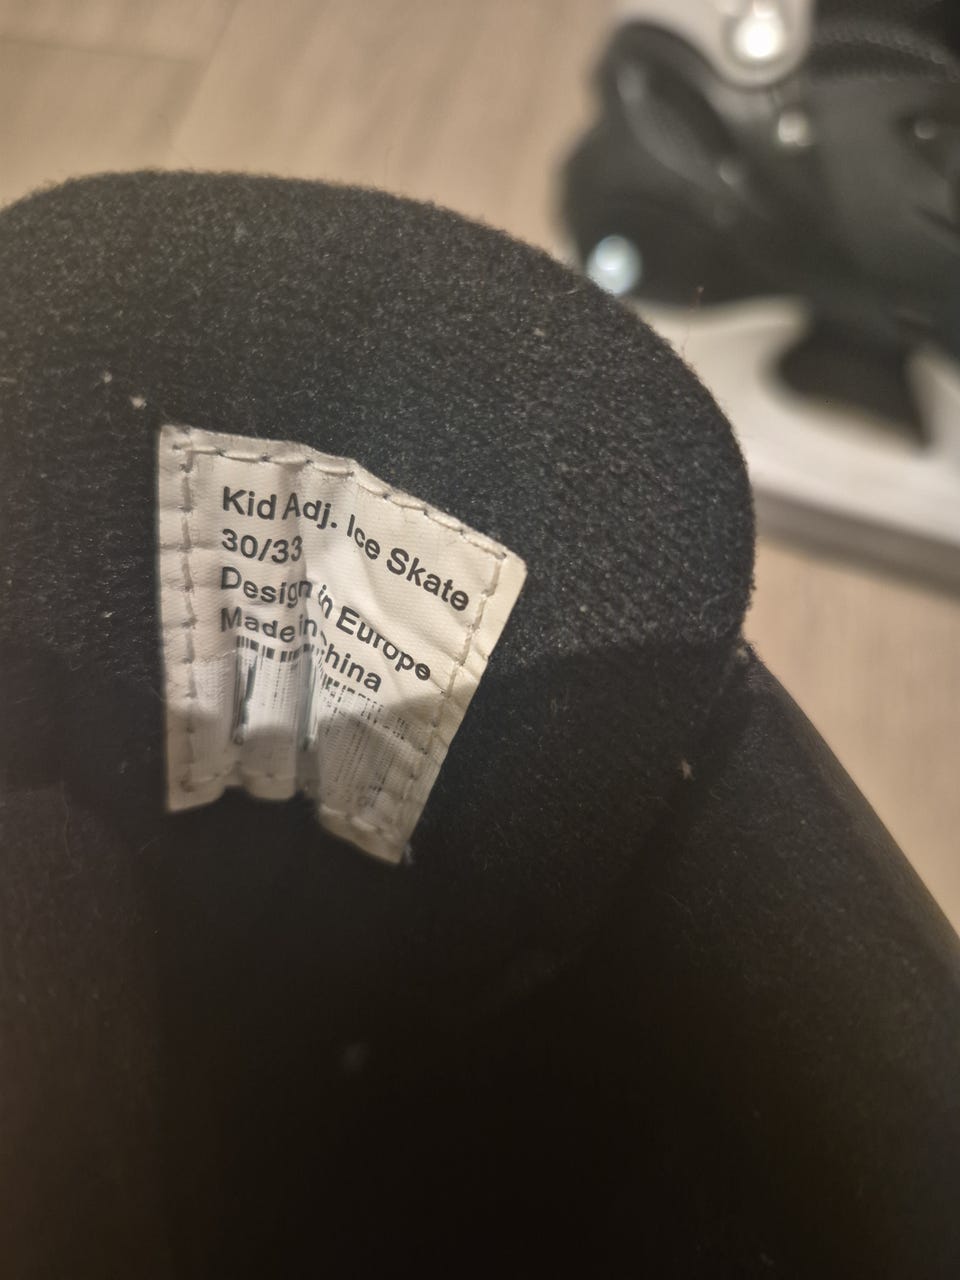 Kid Adj. Ice Skate
30/33
Design in Europe
Made in China